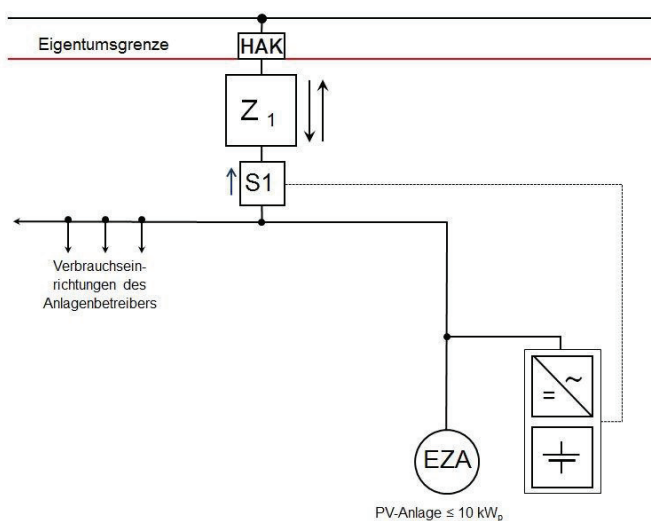 Eigentumsgrenze
HAK
Z 1
S1
Verbrauchsein-
richtungen des
Anlagenbetreibers
= ~
EZA
PV-Anlage ≤ 10 kWp